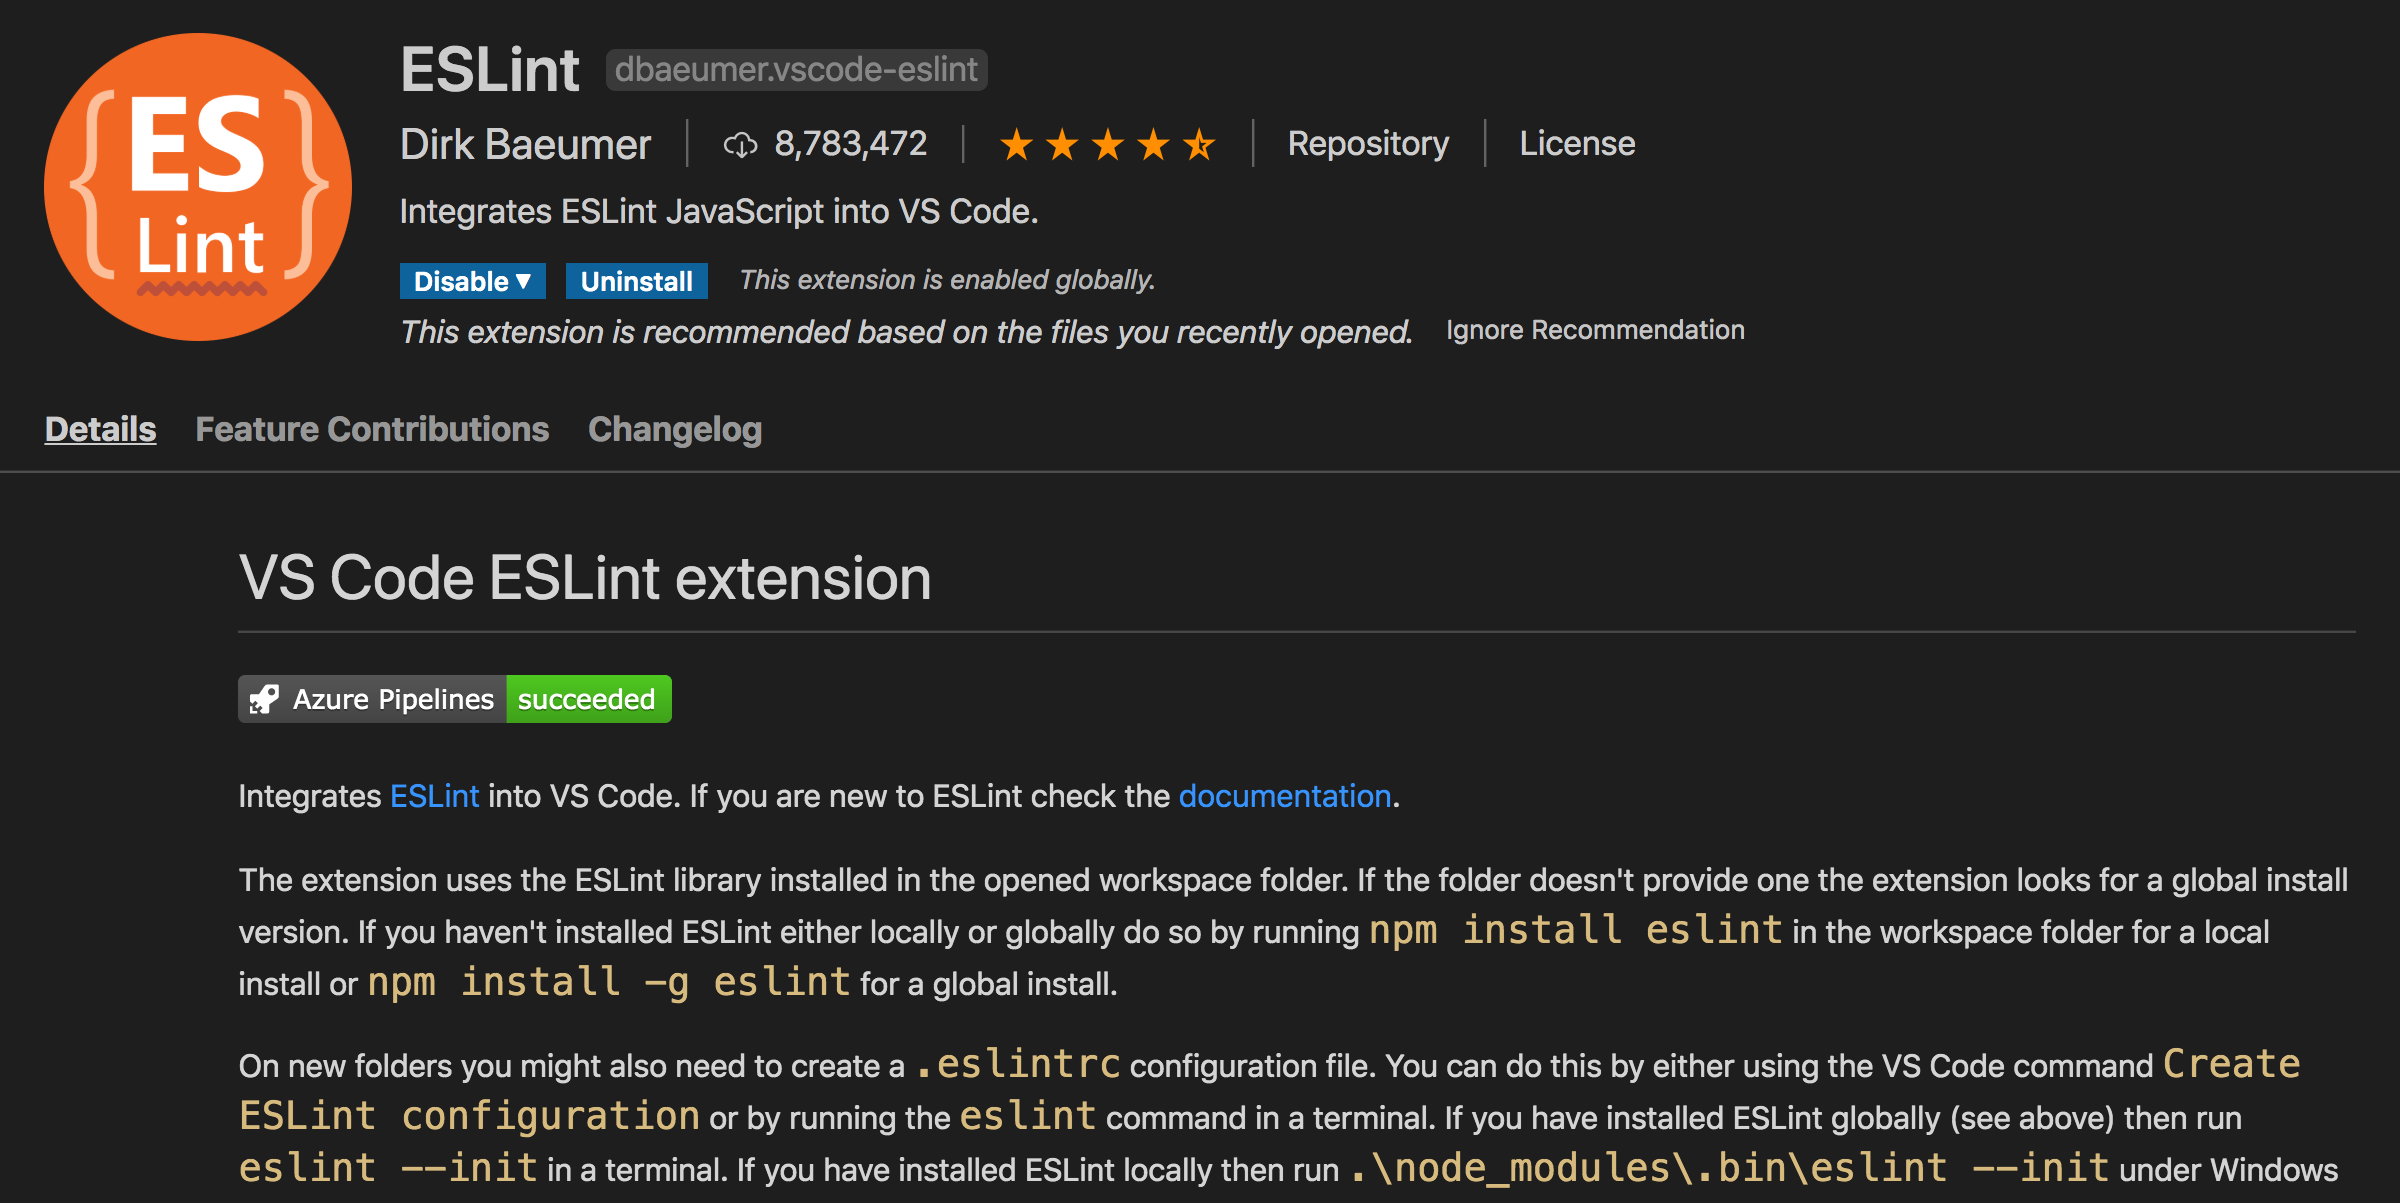 {ES Lint}
ESLint dbaeumer.vscode-eslint
Dirk Baeumer 8,783,472 Repository License
Integrates ESLint JavaScript into VS Code.
Disable ▼ Uninstall This extension is enabled globally.
This extension is recommended based on the files you recently opened. Ignore Recommendation
Details Feature Contributions Changelog
VS Code ESLint extension
Azure Pipelines succeeded
Integrates ESLint into VS Code. If you are new to ESLint check the documentation.
The extension uses the ESLint library installed in the opened workspace folder. If the folder doesn't provide one the extension looks for a global install
version. If you haven't installed ESLint either locally or globally do so by running npm install eslint in the workspace folder for a local
install or npm install -g eslint for a global install.
On new folders you might also need to create a .eslintrc configuration file. You can do this by either using the VS Code command Create
ESLint configuration or by running the eslint command in a terminal. If you have installed ESLint globally (see above) then run
eslint --init in a terminal. If you have installed ESLint locally then run .\node_modules\.bin\eslint --init under Windows